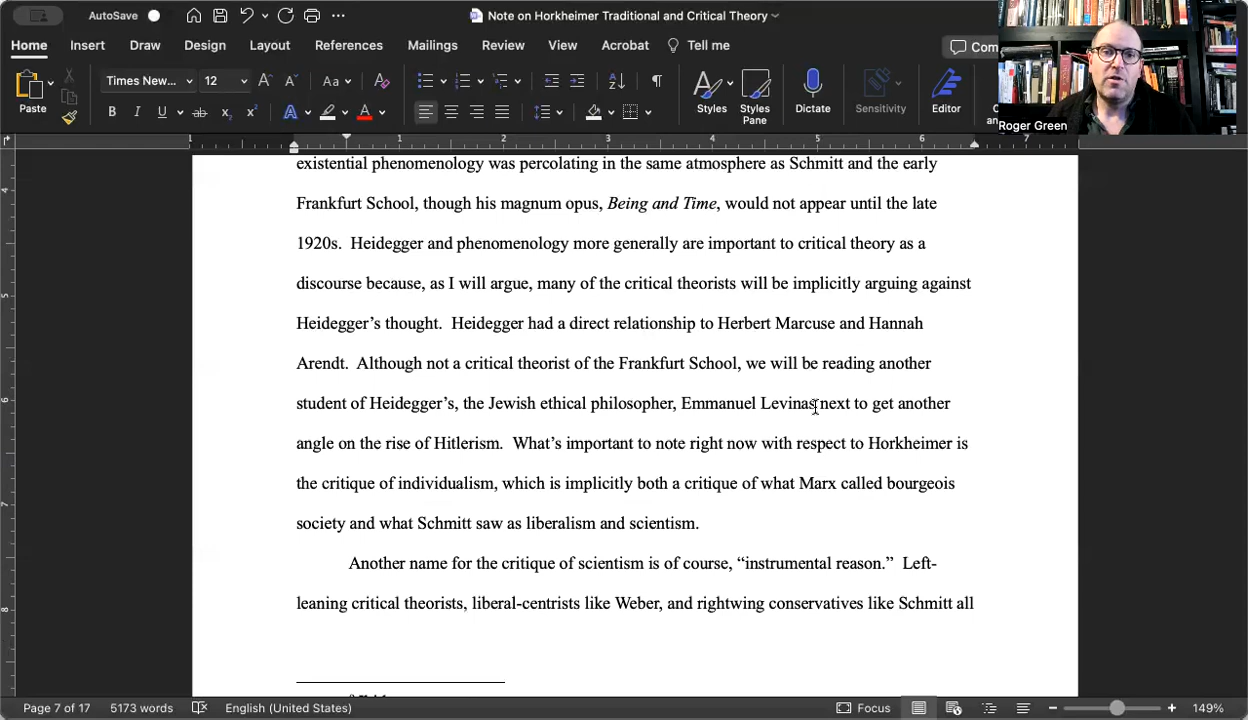 AutoSave
Note on Horkheimer Traditional and Critical Theory
Home Insert Draw Design Layout References Mailings Review View Acrobat Tell me
Paste Times New... 12 Aa Styles Styles Pane Dictate Sensitivity Editor
B I U ab x x A A
Roger Green
1 1 2 3 4 5 6 7
existential phenomenology was percolating in the same atmosphere as Schmitt and the early
Frankfurt School, though his magnum opus, Being and Time, would not appear until the late
1920s. Heidegger and phenomenology more generally are important to critical theory as a
discourse because, as I will argue, many of the critical theorists will be implicitly arguing against
Heidegger’s thought. Heidegger had a direct relationship to Herbert Marcuse and Hannah
Arendt. Although not a critical theorist of the Frankfurt School, we will be reading another
student of Heidegger’s, the Jewish ethical philosopher, Emmanuel Levinas next to get another
angle on the rise of Hitlerism. What’s important to note right now with respect to Horkheimer is
the critique of individualism, which is implicitly both a critique of what Marx called bourgeois
society and what Schmitt saw as liberalism and scientism.
Another name for the critique of scientism is of course, “instrumental reason.” Left-
leaning critical theorists, liberal-centrists like Weber, and rightwing conservatives like Schmitt all
Page 7 of 17 5173 words English (United States) Focus 149%